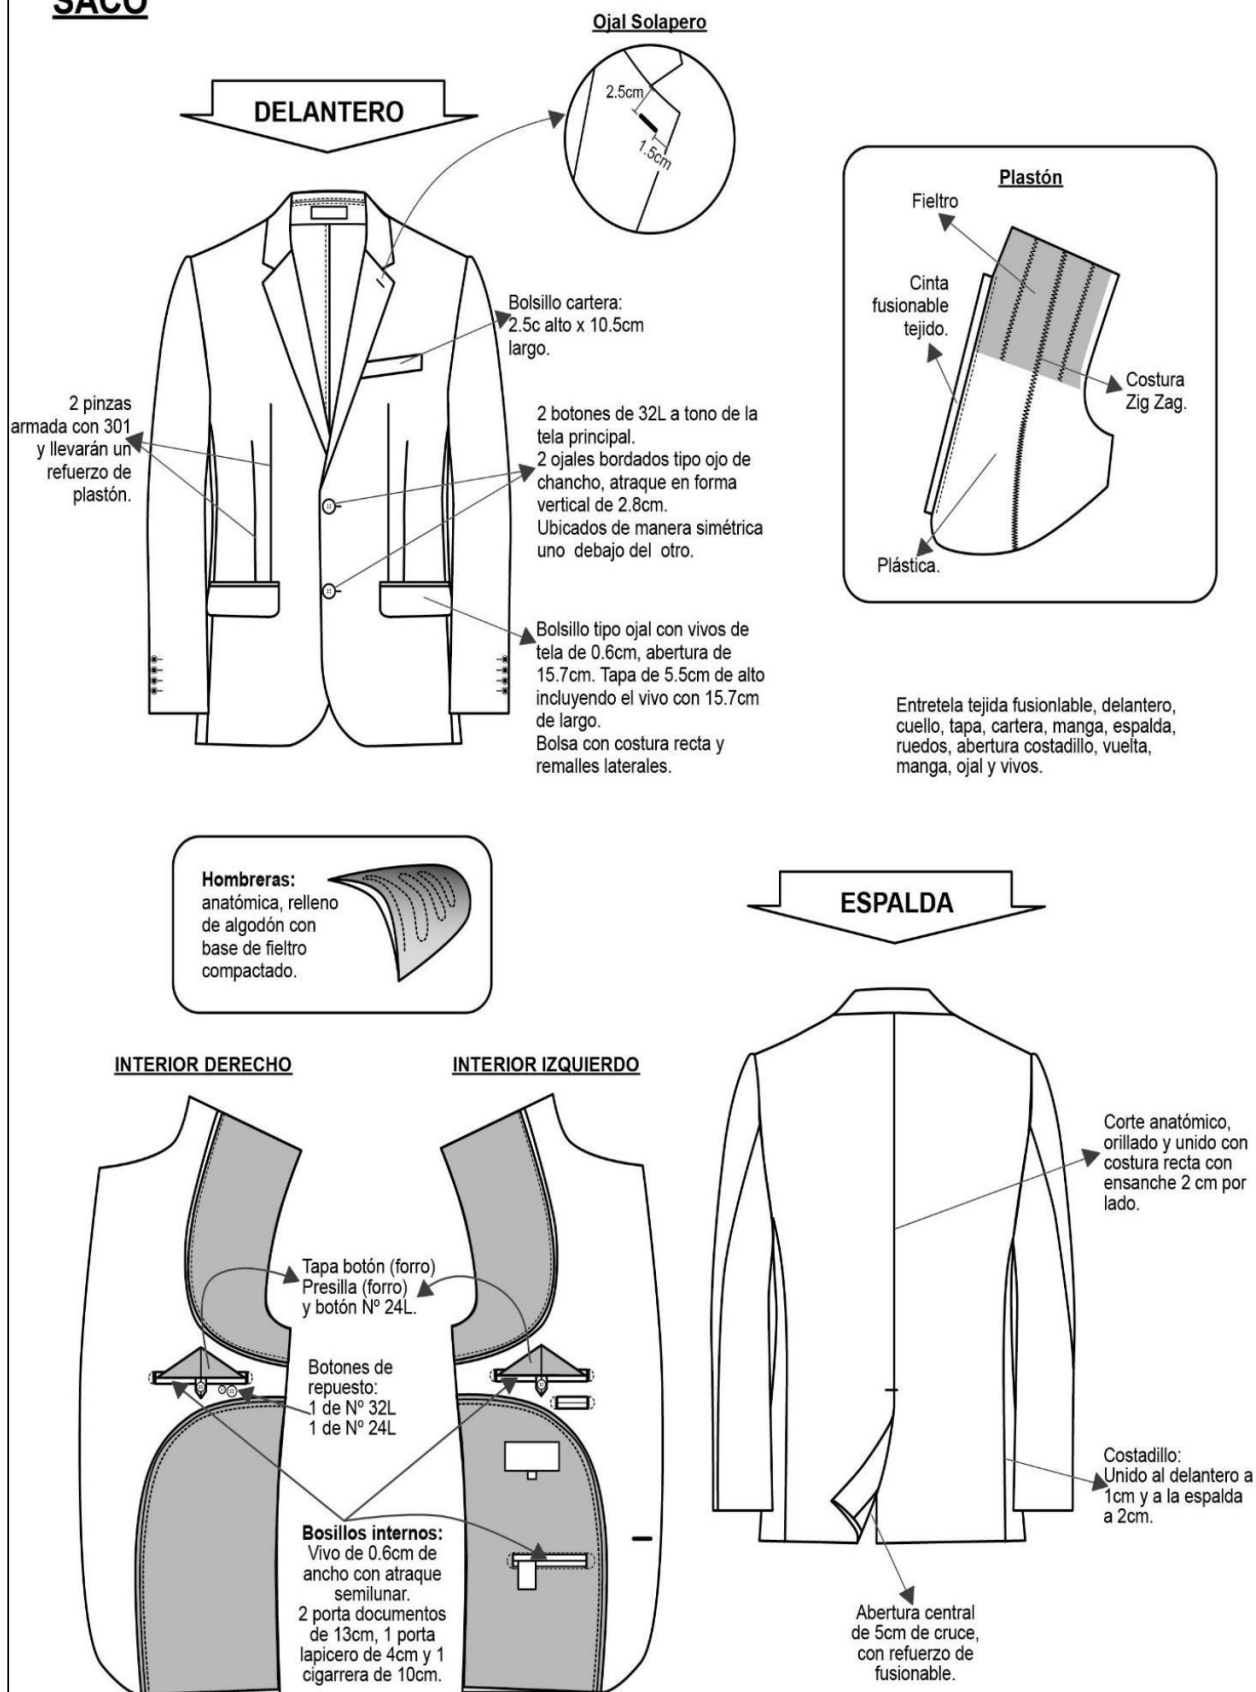 SACO
Ojal Solapero
2.5cm
1.5cm
DELANTERO
Bolsillo cartera:
2.5c alto x 10.5cm
largo.
2 pinzas
armada con 301
y llevarán un
refuerzo de
plastón.
2 botones de 32L a tono de la
tela principal.
2 ojales bordados tipo ojo de
chancho, atraque en forma
vertical de 2.8cm.
Ubicados de manera simétrica
uno debajo del otro.
Bolsillo tipo ojal con vivos de
tela de 0.6cm, abertura de
15.7cm. Tapa de 5.5cm de alto
incluyendo el vivo con 15.7cm
de largo.
Bolsa con costura recta y
remalles laterales.
Plastón
Fieltro
Cinta
fusionable
tejido.
Costura
Zig Zag.
Plástica.
Entretela tejida fusionlable, delantero,
cuello, tapa, cartera, manga, espalda,
ruedos, abertura costadillo, vuelta,
manga, ojal y vivos.
Hombreras:
anatómica, relleno
de algodón con
base de fieltro
compactado.
ESPALDA
INTERIOR DERECHO
INTERIOR IZQUIERDO
Tapa botón (forro)
Presilla (forro)
y botón Nº 24L.
Botones de
repuesto:
1 de Nº 32L
1 de Nº 24L
Bosillos internos:
Vivo de 0.6cm de
ancho con atraque
semilunar.
2 porta documentos
de 13cm, 1 porta
lapicero de 4cm y 1
cigarrera de 10cm.
Corte anatómico,
orillado y unido con
costura recta con
ensanche 2 cm por
lado.
Costadillo:
Unido al delantero a
1cm y a la espalda
a 2cm.
Abertura central
de 5cm de cruce,
con refuerzo de
fusionable.